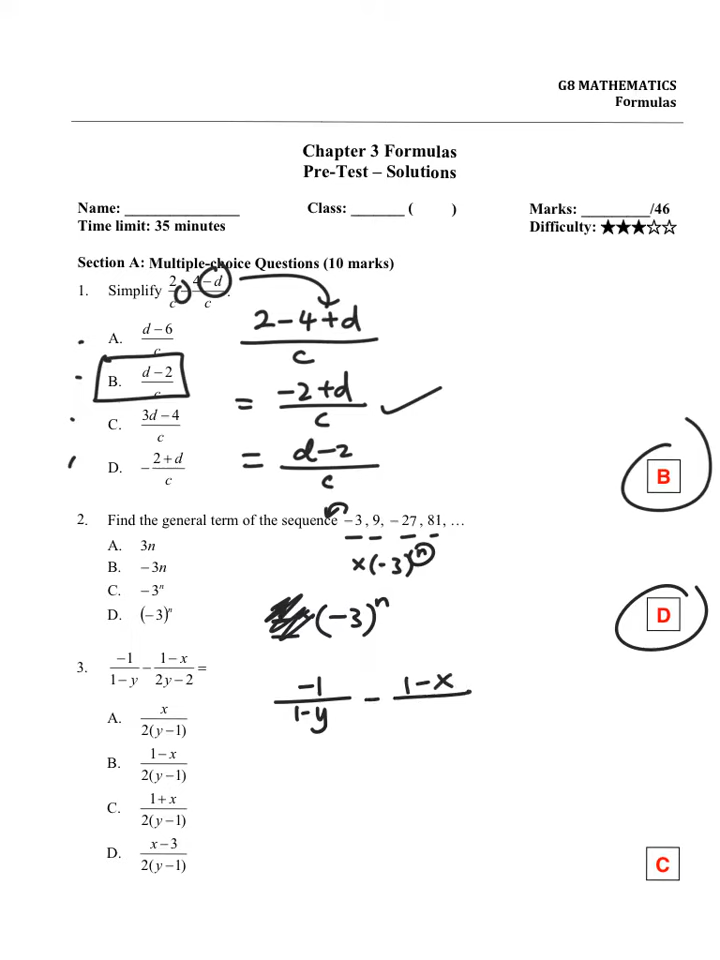 G8 MATHEMATICS
Formulas
Chapter 3 Formulas
Pre-Test – Solutions
Name: _______________ Class: _______ ( ) Marks: _________/46
Time limit: 35 minutes Difficulty: ★★★☆☆
Section A: Multiple-choice Questions (10 marks)
1. Simplify 2/c − (4−d)/c.
(2−4+d)/c
A. (d−6)/c
B. (d−2)/c
= (−2+d)/c ✓
C. (3d−4)/c
D. −(2+d)/c
= (d−2)/c
B
2. Find the general term of the sequence −3, 9, −27, 81, …
A. 3n
B. −3n
×(−3)ⁿ
C. −3ⁿ
D. (−3)ⁿ
(−3)ⁿ
D
3. −1/(1−y) − (1−x)/(2y−2) =
−1/(1−y) − (1−x)
A. x/(2(y−1))
B. (1−x)/(2(y−1))
C. (1+x)/(2(y−1))
D. (x−3)/(2(y−1))
C